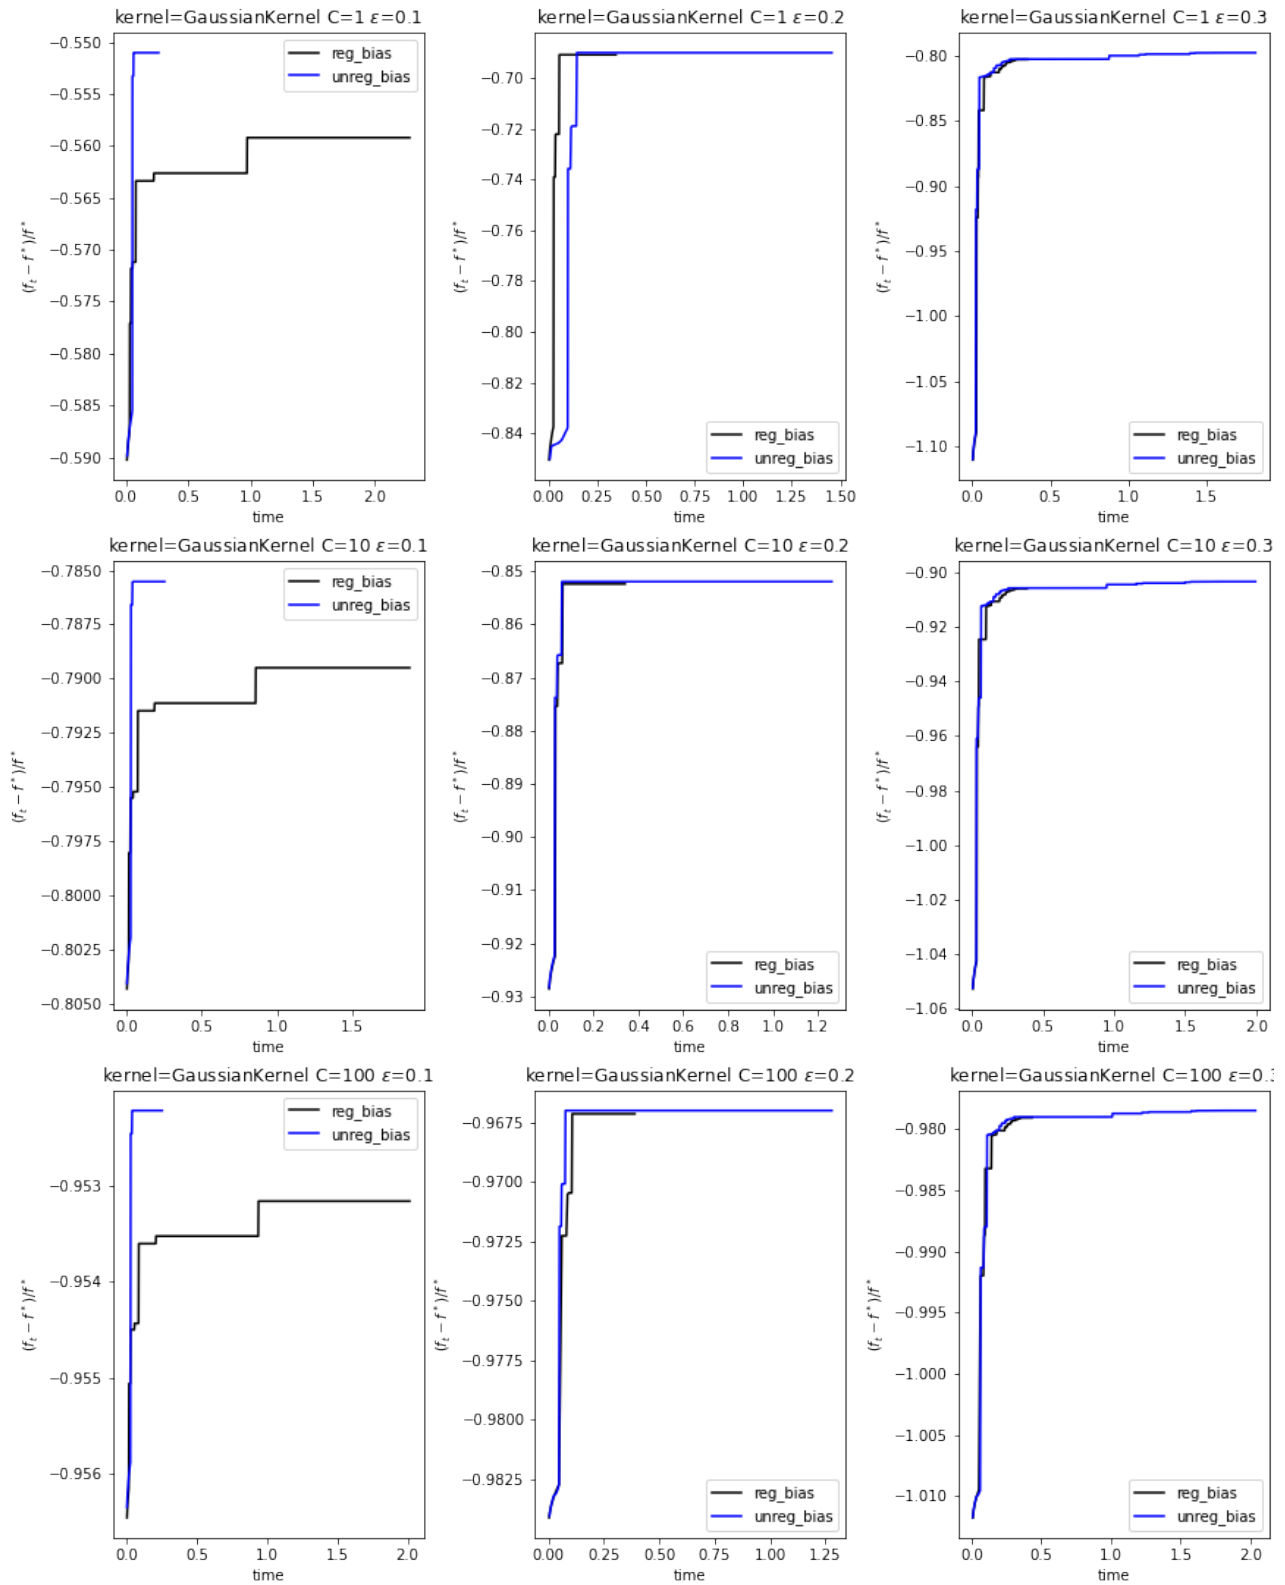 kernel=GaussianKernel C=1 ε=0.1
−0.550
−0.555
−0.560
−0.565
−0.570
−0.575
−0.580
−0.585
−0.590
(f_t − f*)/f*
reg_bias
unreg_bias
0.0 0.5 1.0 1.5 2.0
time
kernel=GaussianKernel C=1 ε=0.2
−0.70
−0.72
−0.74
−0.76
−0.78
−0.80
−0.82
−0.84
(f_t − f*)/f*
reg_bias
unreg_bias
0.00 0.25 0.50 0.75 1.00 1.25 1.50
time
kernel=GaussianKernel C=1 ε=0.3
−0.80
−0.85
−0.90
−0.95
−1.00
−1.05
−1.10
(f_t − f*)/f*
reg_bias
unreg_bias
0.0 0.5 1.0 1.5
time
kernel=GaussianKernel C=10 ε=0.1
−0.7850
−0.7875
−0.7900
−0.7925
−0.7950
−0.7975
−0.8000
−0.8025
−0.8050
(f_t − f*)/f*
reg_bias
unreg_bias
0.0 0.5 1.0 1.5
time
kernel=GaussianKernel C=10 ε=0.2
−0.85
−0.86
−0.87
−0.88
−0.89
−0.90
−0.91
−0.92
−0.93
(f_t − f*)/f*
reg_bias
unreg_bias
0.0 0.2 0.4 0.6 0.8 1.0 1.2
time
kernel=GaussianKernel C=10 ε=0.3
−0.90
−0.92
−0.94
−0.96
−0.98
−1.00
−1.02
−1.04
−1.06
(f_t − f*)/f*
reg_bias
unreg_bias
0.0 0.5 1.0 1.5 2.0
time
kernel=GaussianKernel C=100 ε=0.1
−0.953
−0.954
−0.955
−0.956
(f_t − f*)/f*
reg_bias
unreg_bias
0.0 0.5 1.0 1.5 2.0
time
kernel=GaussianKernel C=100 ε=0.2
−0.9675
−0.9700
−0.9725
−0.9750
−0.9775
−0.9800
−0.9825
(f_t − f*)/f*
reg_bias
unreg_bias
0.00 0.25 0.50 0.75 1.00 1.25
time
kernel=GaussianKernel C=100 ε=0.3
−0.980
−0.985
−0.990
−0.995
−1.000
−1.005
−1.010
(f_t − f*)/f*
reg_bias
unreg_bias
0.0 0.5 1.0 1.5 2.0
time